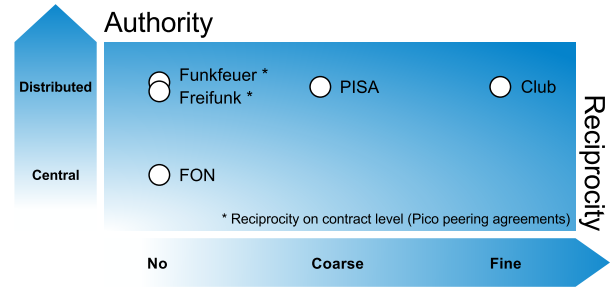 Authority
Distributed
Funkfeuer *
Freifunk *
PISA
Club
Central
FON
Reciprocity
* Reciprocity on contract level (Pico peering agreements)
No
Coarse
Fine